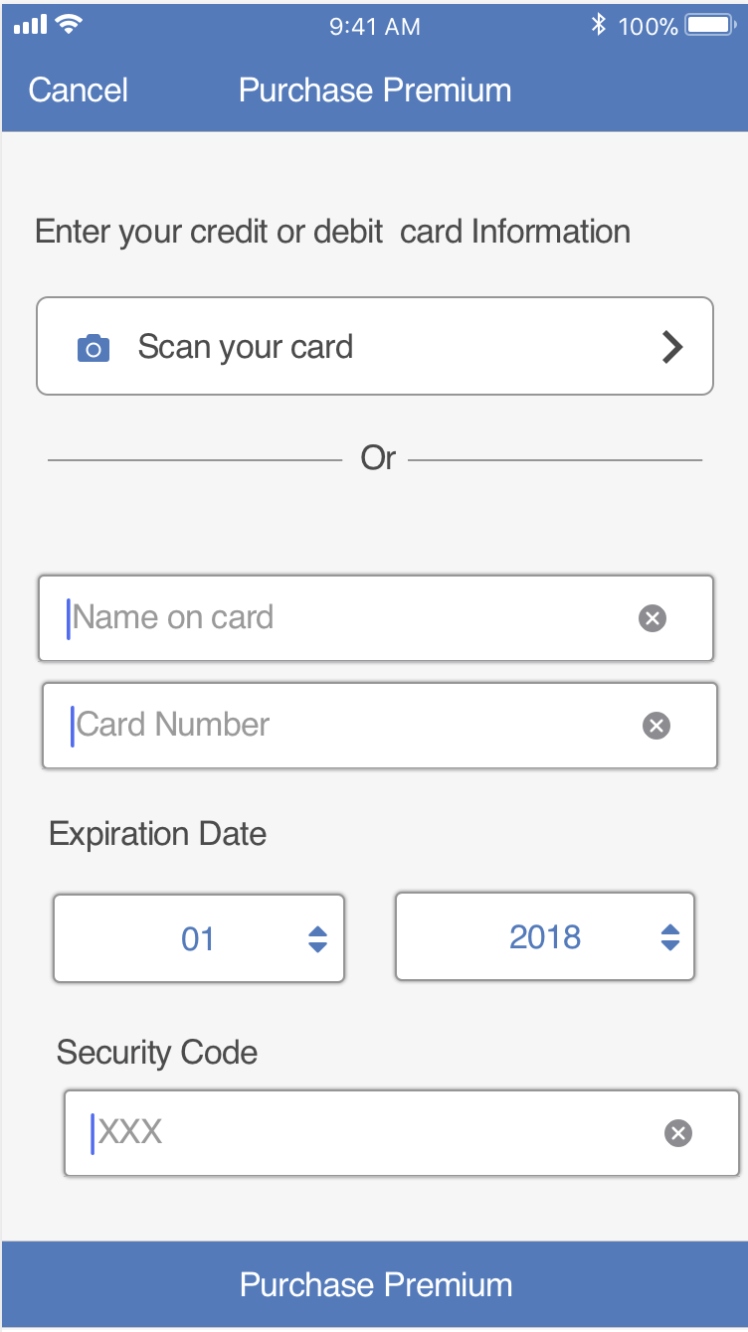 9:41 AM 100%
Cancel Purchase Premium
Enter your credit or debit  card Information
Scan your card
Or
Name on card
Card Number
Expiration Date
01 2018
Security Code
XXX
Purchase Premium